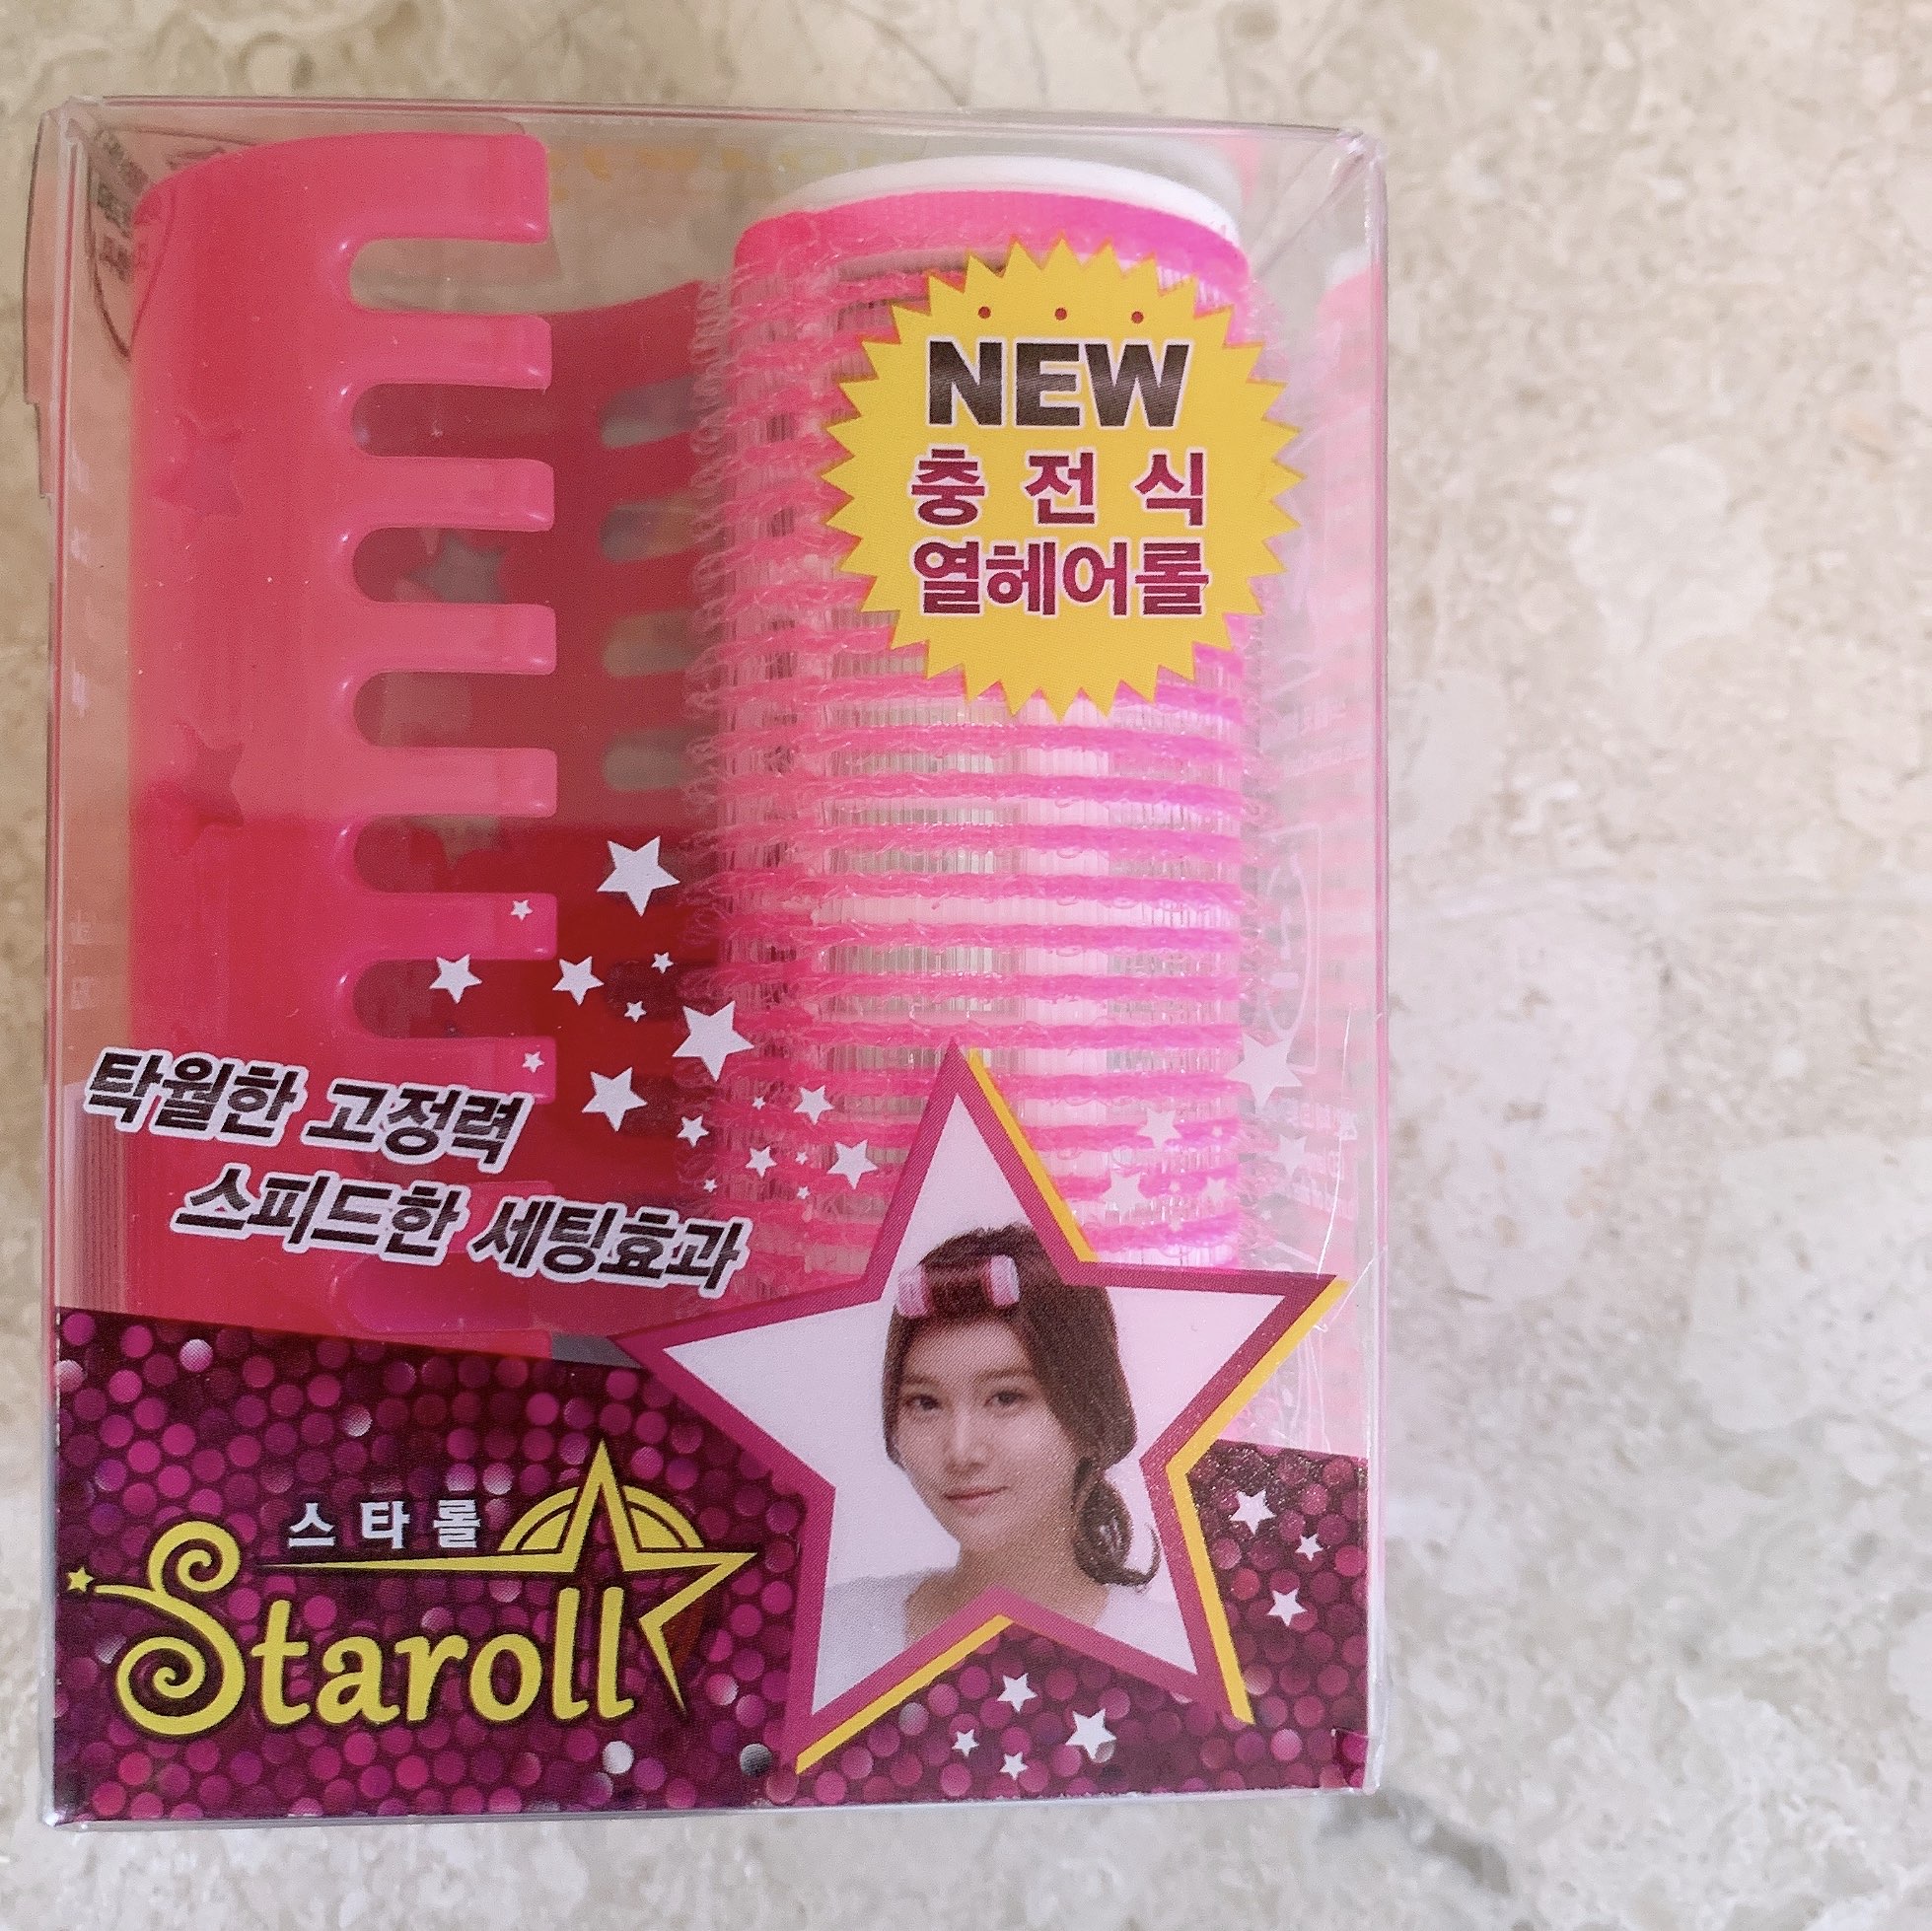 NEW
충전식
열헤어롤
탁월한 고정력
스피드한 세팅효과
스타롤
Staroll